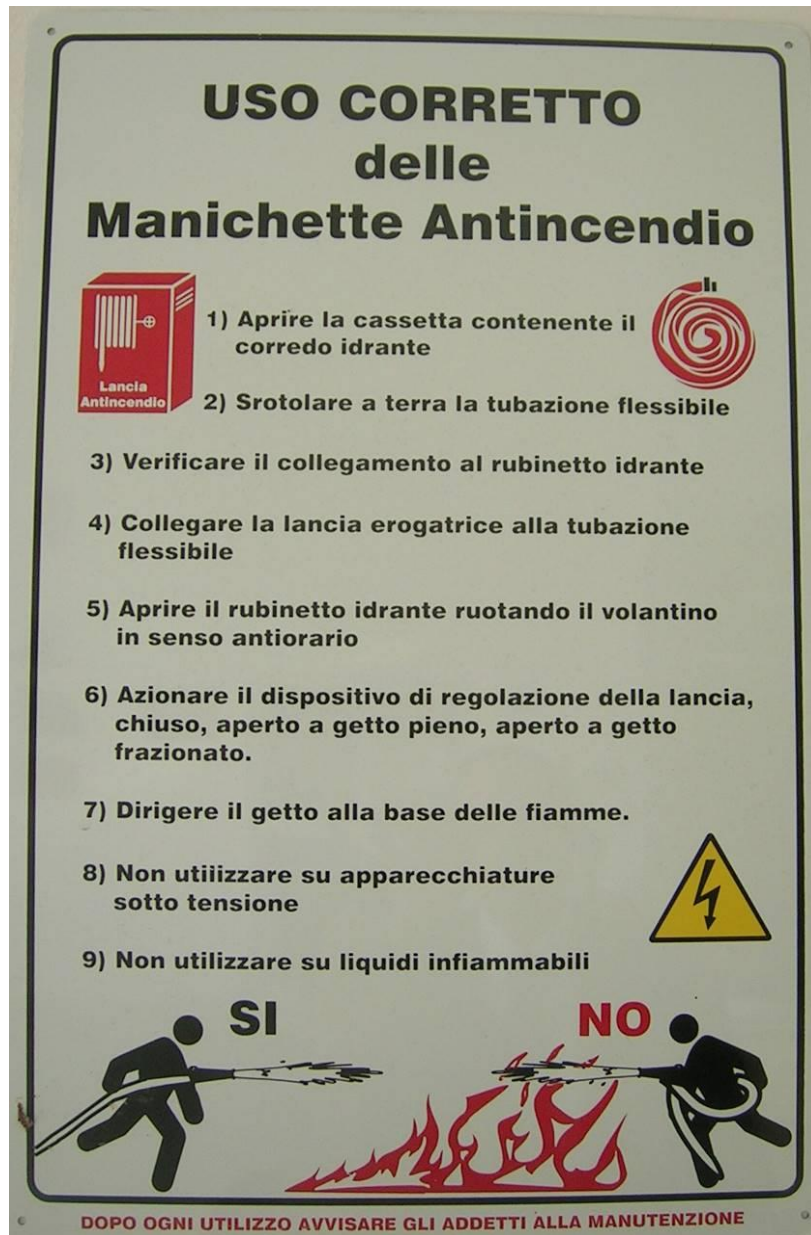 USO CORRETTO
delle
Manichette Antincendio
Lancia
Antincendio
1) Aprire la cassetta contenente il
corredo idrante
2) Srotolare a terra la tubazione flessibile
3) Verificare il collegamento al rubinetto idrante
4) Collegare la lancia erogatrice alla tubazione
flessibile
5) Aprire il rubinetto idrante ruotando il volantino
in senso antiorario
6) Azionare il dispositivo di regolazione della lancia,
chiuso, aperto a getto pieno, aperto a getto
frazionato.
7) Dirigere il getto alla base delle fiamme.
8) Non utiiizzare su apparecchiature
sotto tensione
9) Non utilizzare su liquidi infiammabili
SI
NO
DOPO OGNI UTILIZZO AVVISARE GLI ADDETTI ALLA MANUTENZIONE